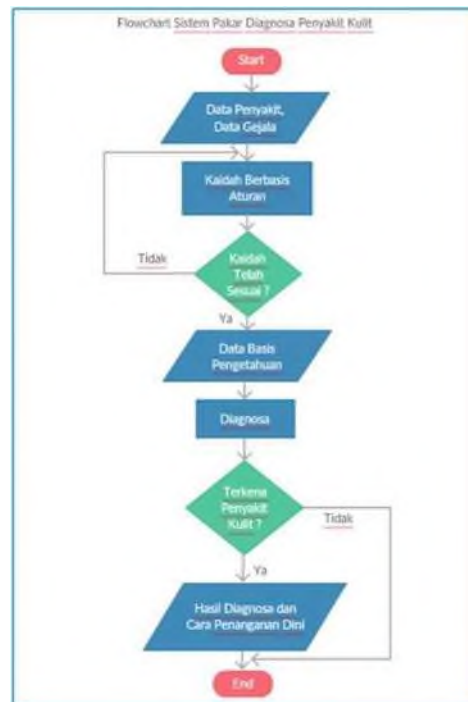 Flowchart Sistem Pakar Diagnosa Penyakit Kulit
Start
Data Penyakit,
Data Gejala
Kaidah Berbasis
Aturan
Tidak
Kaidah
Telah
Sesuai ?
Ya
Data Basis
Pengetahuan
Diagnosa
Terkena
Penyakit
Kulit ?
Tidak
Ya
Hasil Diagnosa dan
Cara Penanganan Dini
End